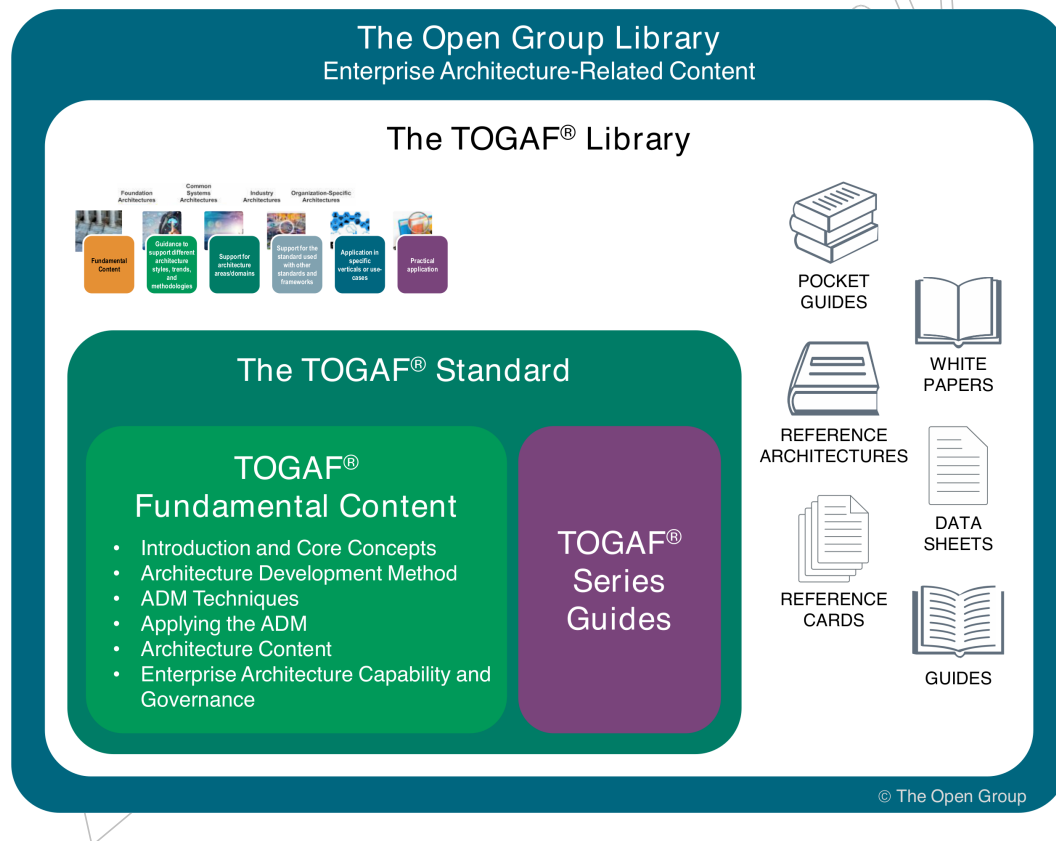 The Open Group Library
Enterprise Architecture-Related Content
The TOGAF® Library
Foundation
Architectures
Common
Systems
Architectures
Industry
Architectures
Organization-Specific
Architectures
Fundamental
Content
Guidance to
support different
architecture
styles, trends,
and
methodologies
Support for
architecture
areas/domains
Support for the
standard used
with other
standards and
frameworks
Application in
specific
verticals or use-
cases
Practical
application
POCKET
GUIDES
WHITE
PAPERS
REFERENCE
ARCHITECTURES
DATA
SHEETS
REFERENCE
CARDS
GUIDES
The TOGAF® Standard
TOGAF®
Fundamental Content
• Introduction and Core Concepts
• Architecture Development Method
• ADM Techniques
• Applying the ADM
• Architecture Content
• Enterprise Architecture Capability and
Governance
TOGAF®
Series
Guides
© The Open Group